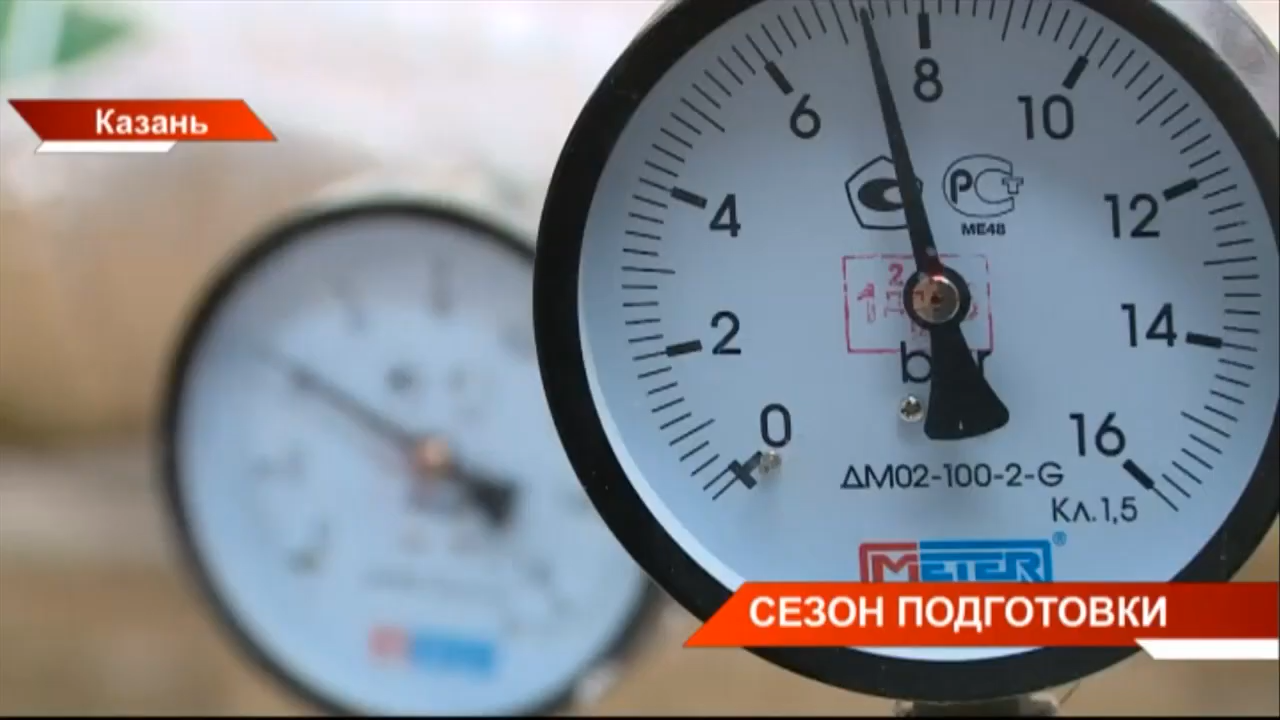 Казань
0
2
4
6
8
10
12
14
16
РСТ
МЕ48
bar
ДМ02-100-2-G
Кл.1,5
METER®
СЕЗОН ПОДГОТОВКИ